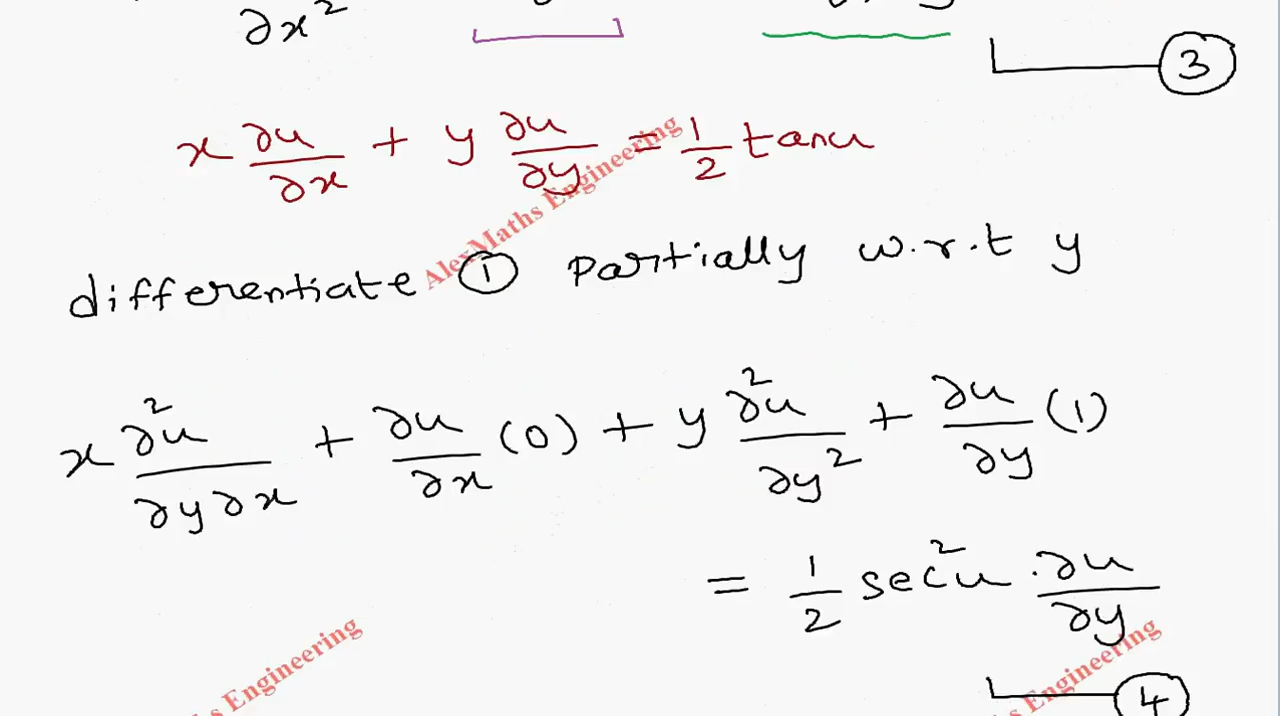 ∂x²
③
x ∂u/∂x + y ∂u/∂y = 1/2 tanu
AlexMaths Engineering
differentiate ① Partially w.r.t y
x ∂²u/∂y∂x + ∂u/∂x (0) + y ∂²u/∂y² + ∂u/∂y (1)
= 1/2 sec²u . ∂u/∂y
Engineering
Engineering
④